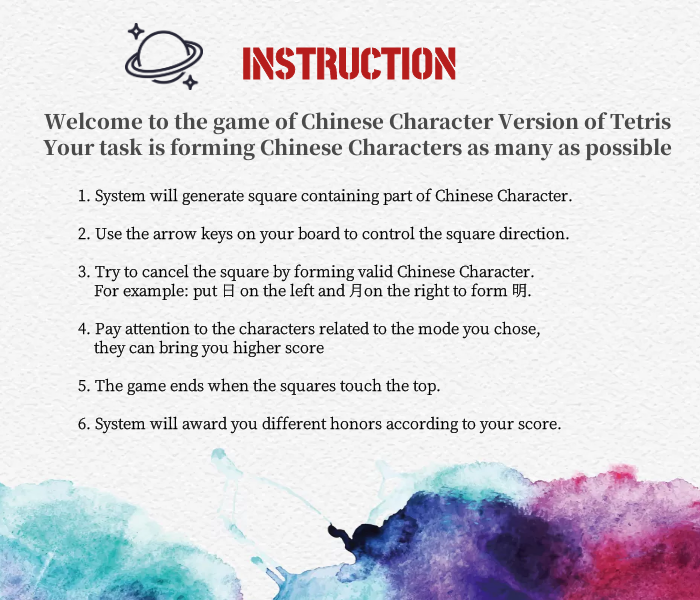 INSTRUCTION
Welcome to the game of Chinese Character Version of Tetris
Your task is forming Chinese Characters as many as possible
1. System will generate square containing part of Chinese Character.
2. Use the arrow keys on your board to control the square direction.
3. Try to cancel the square by forming valid Chinese Character.
For example: put 日 on the left and 月on the right to form 明.
4. Pay attention to the characters related to the mode you chose,
they can bring you higher score
5. The game ends when the squares touch the top.
6. System will award you different honors according to your score.